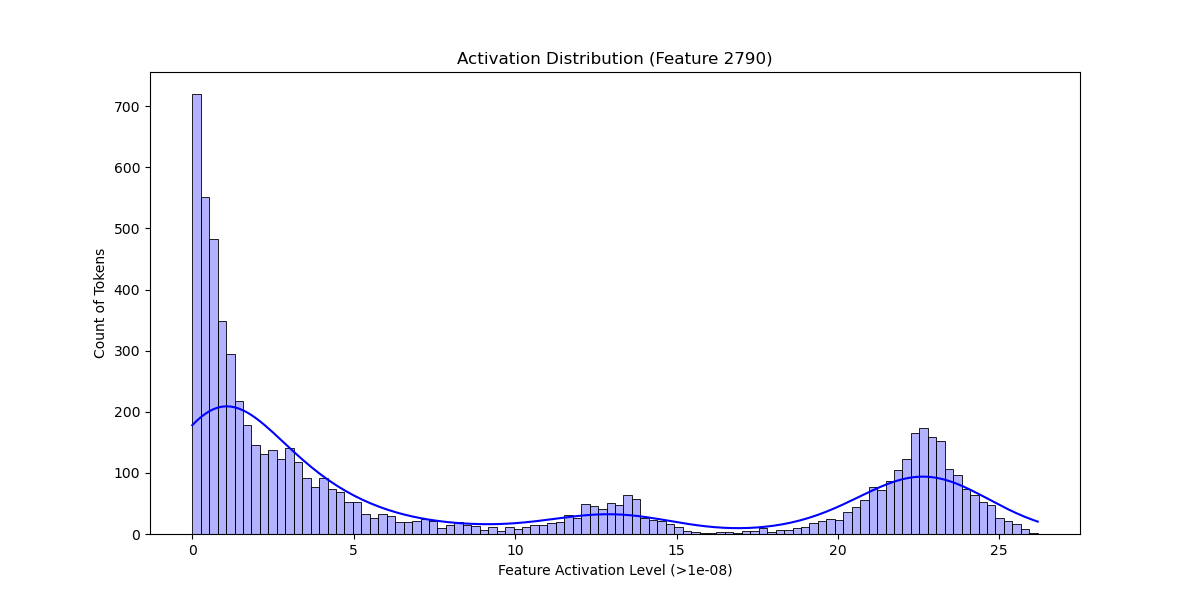 Activation Distribution (Feature 2790)
700
600
500
400
300
200
100
0
Count of Tokens
0 5 10 15 20 25
Feature Activation Level (>1e-08)